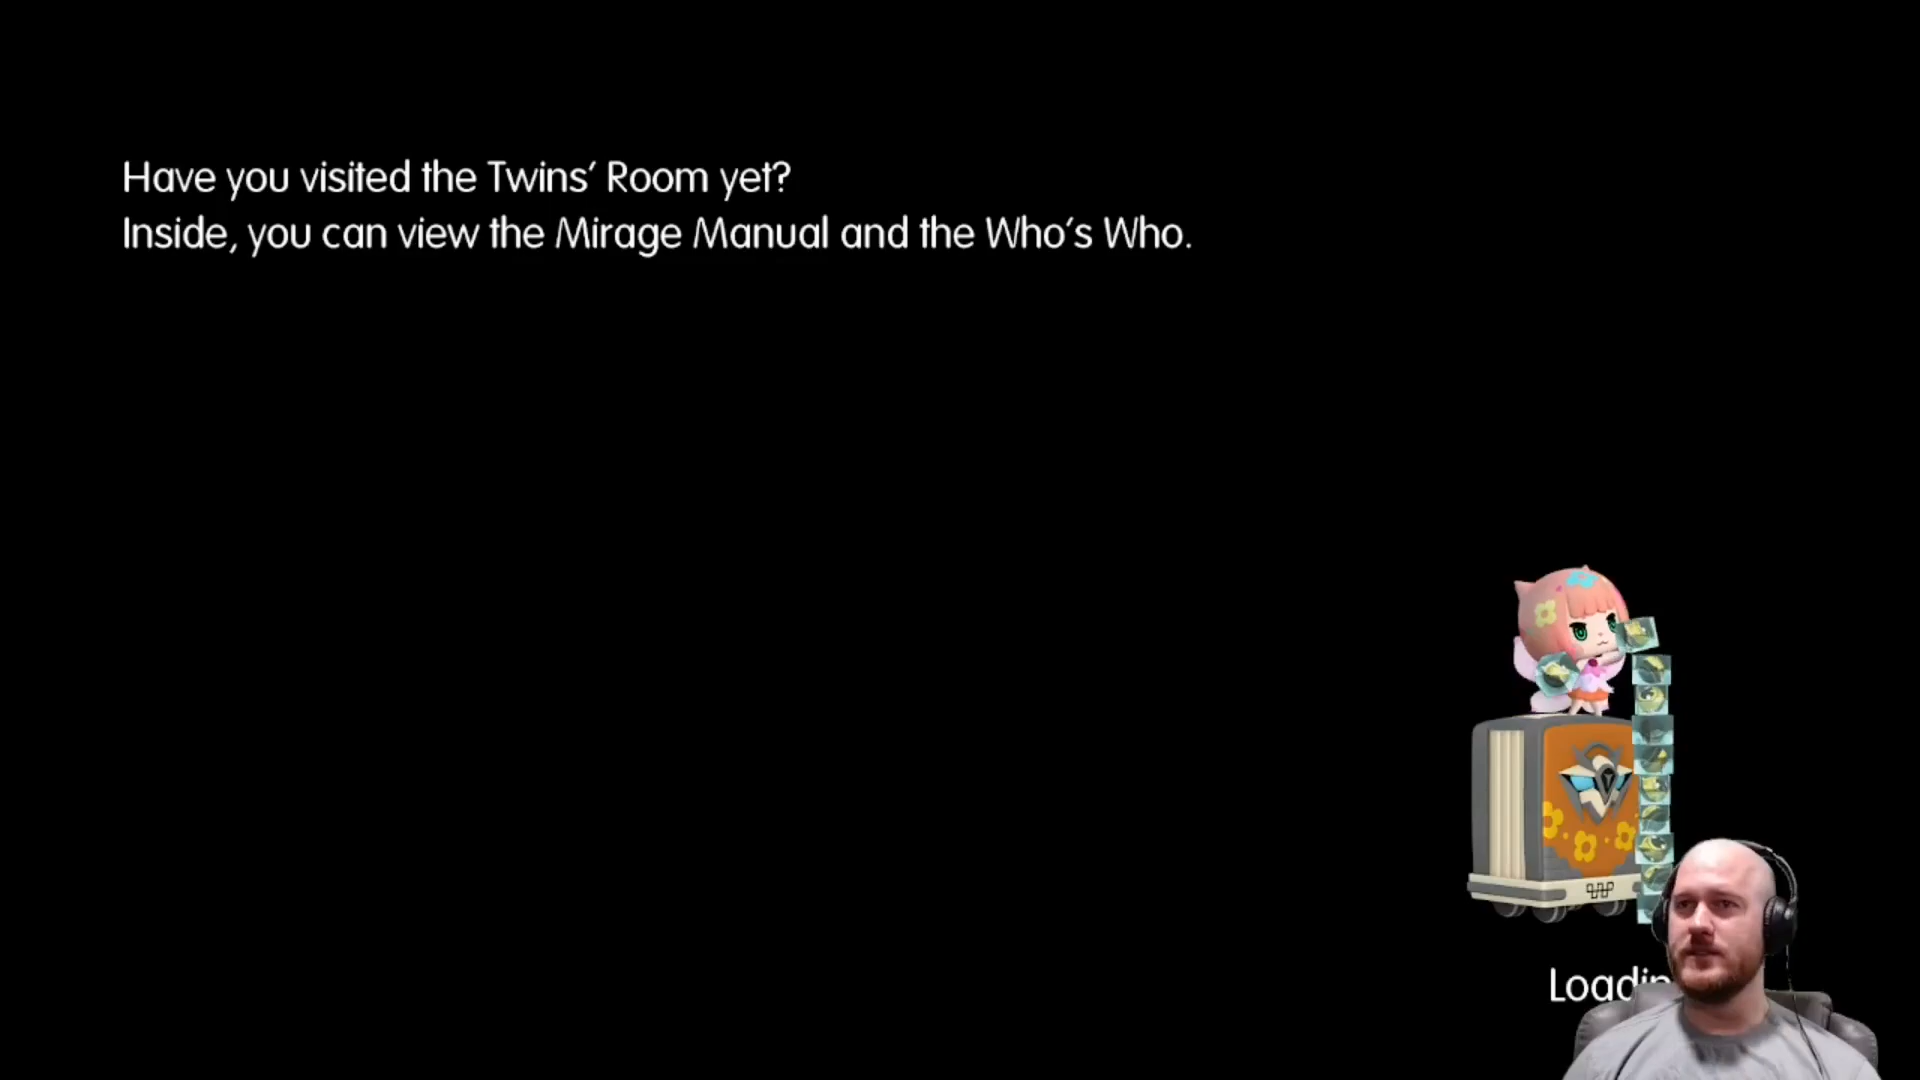 Have you visited the Twins’ Room yet?
Inside, you can view the Mirage Manual and the Who’s Who.